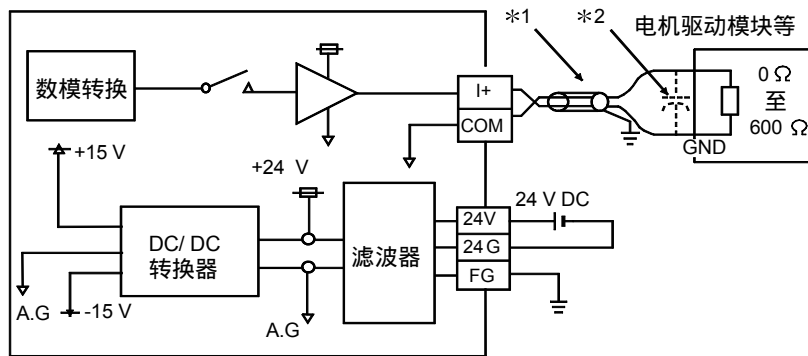 *1
*2
电机驱动模块等
数模转换
I+
COM
0 Ω
至
600 Ω
GND
+15 V
+24 V
24 V DC
DC/ DC
转换器
滤波器
24V
24G
FG
A.G
-15 V
A.G